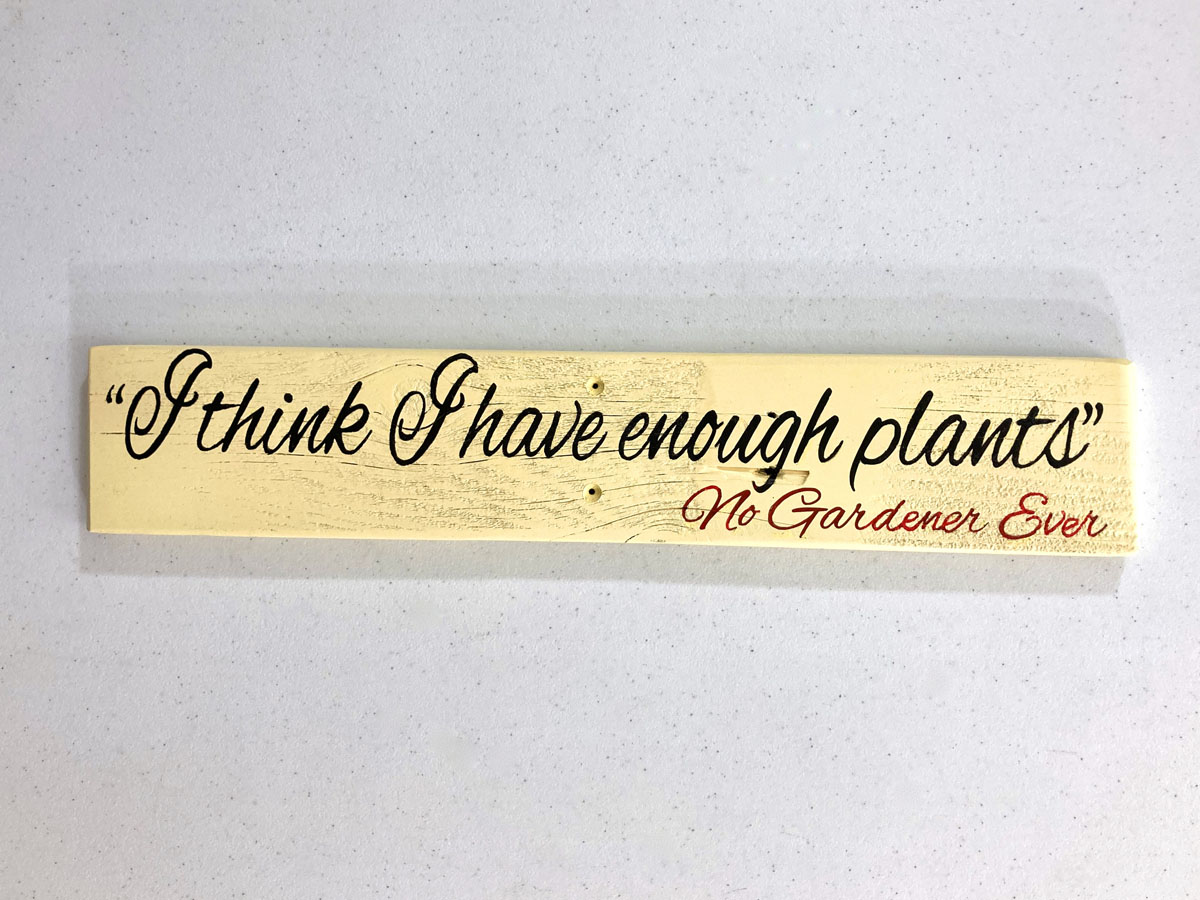 “I think I have enough plants”
No Gardener Ever